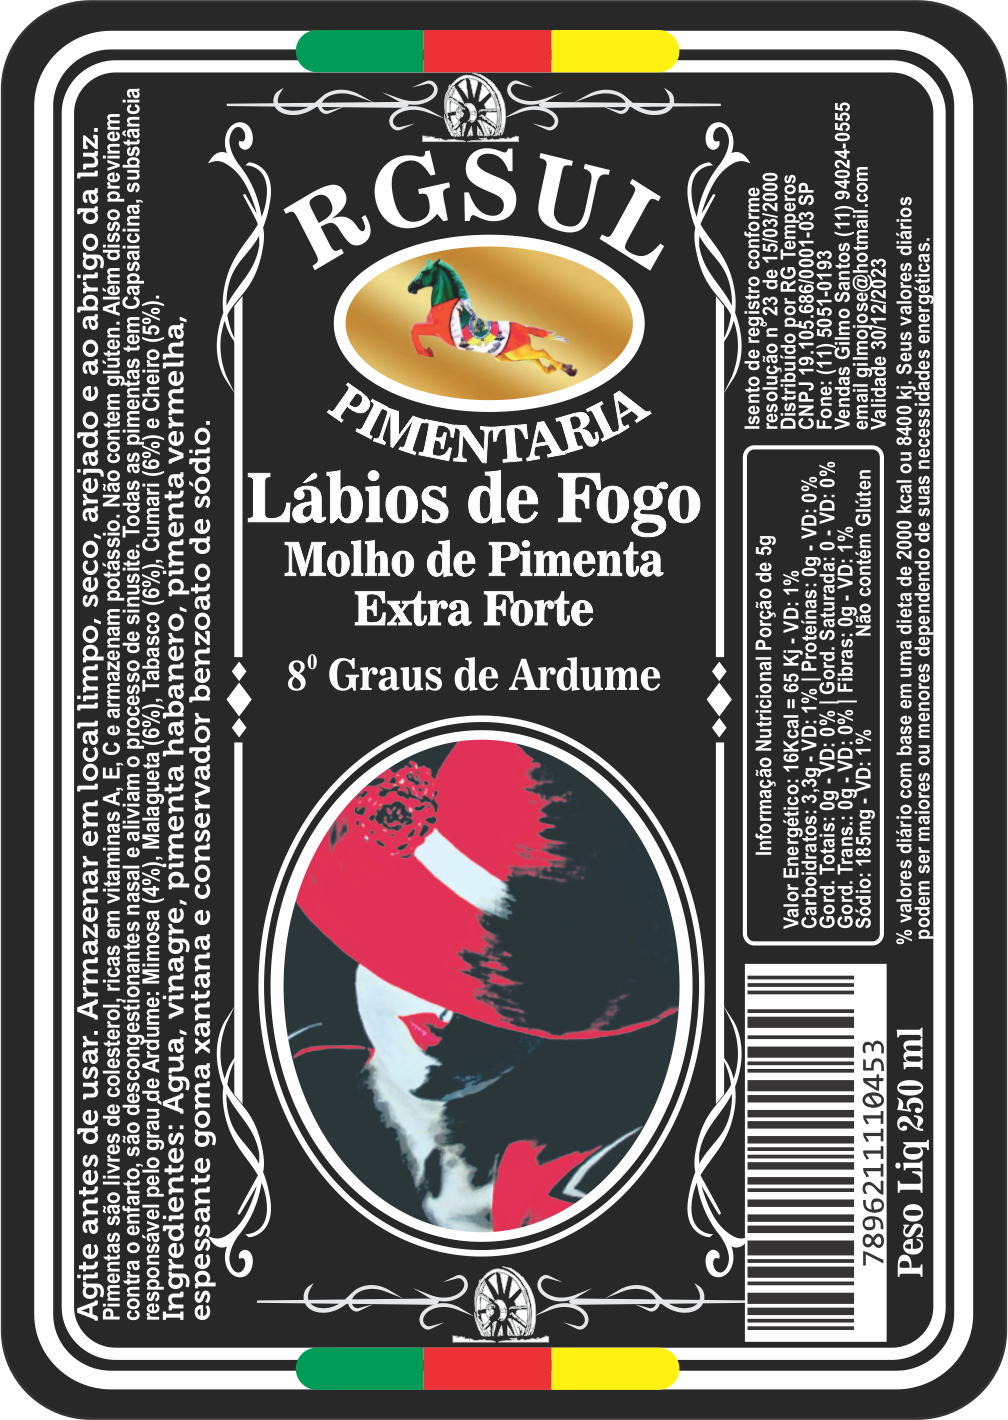 Agite antes de usar. Armazenar em local limpo, seco, arejado e ao abrigo da luz.
Pimentas são livres de colesterol, ricas em vitaminas A, E, C e armazenam potássio. Não contem glúten. Além disso previnem
contra o enfarto, são descongestionantes nasal e aliviam o processo de sinusite. Todas as pimentas tem Capsaicina, substância
responsável pelo grau de Ardume: Mimosa (4%), Malagueta (6%), Tabasco (6%), Cumari (6%) e Cheiro (5%).
Ingredientes: Agua, vinagre, pimenta habanero, pimenta vermelha,
espessante goma xantana e conservador benzoato de sódio.
RGSUL
PIMENTARIA
Lábios de Fogo
Molho de Pimenta
Extra Forte
8⁰ Graus de Ardume
Isento de registro conforme
resolução nº 23 de 15/03/2000
Distribuido por RG Temperos
CNPJ 19.105.686/0001-03 SP
Fone: (11) 5051-0193
Vendas Gilmo Santos (11) 94024-0555
email gilmojose@hotmail.com
Validade 30/12/2023
Informação Nutricional Porção de 5g
Valor Energético: 16Kcal = 65 Kj - VD: 1%
Carboidratos: 3,3g - VD: 1% | Proteínas: 0g - VD: 0%
Gord. Totais: 0g - VD: 0% | Gord. Saturada: 0 - VD: 0%
Gord. Trans.: 0g - VD: 0% | Fibras: 0g - VD: 1%
Sódio: 185mg - VD: 1% | Não contém Glúten
% valores diário com base em uma dieta de 2000 kcal ou 8400 kj. Seus valores diários
podem ser maiores ou menores dependendo de suas necessidades energéticas.
7896211110453
Peso Liq 250 ml